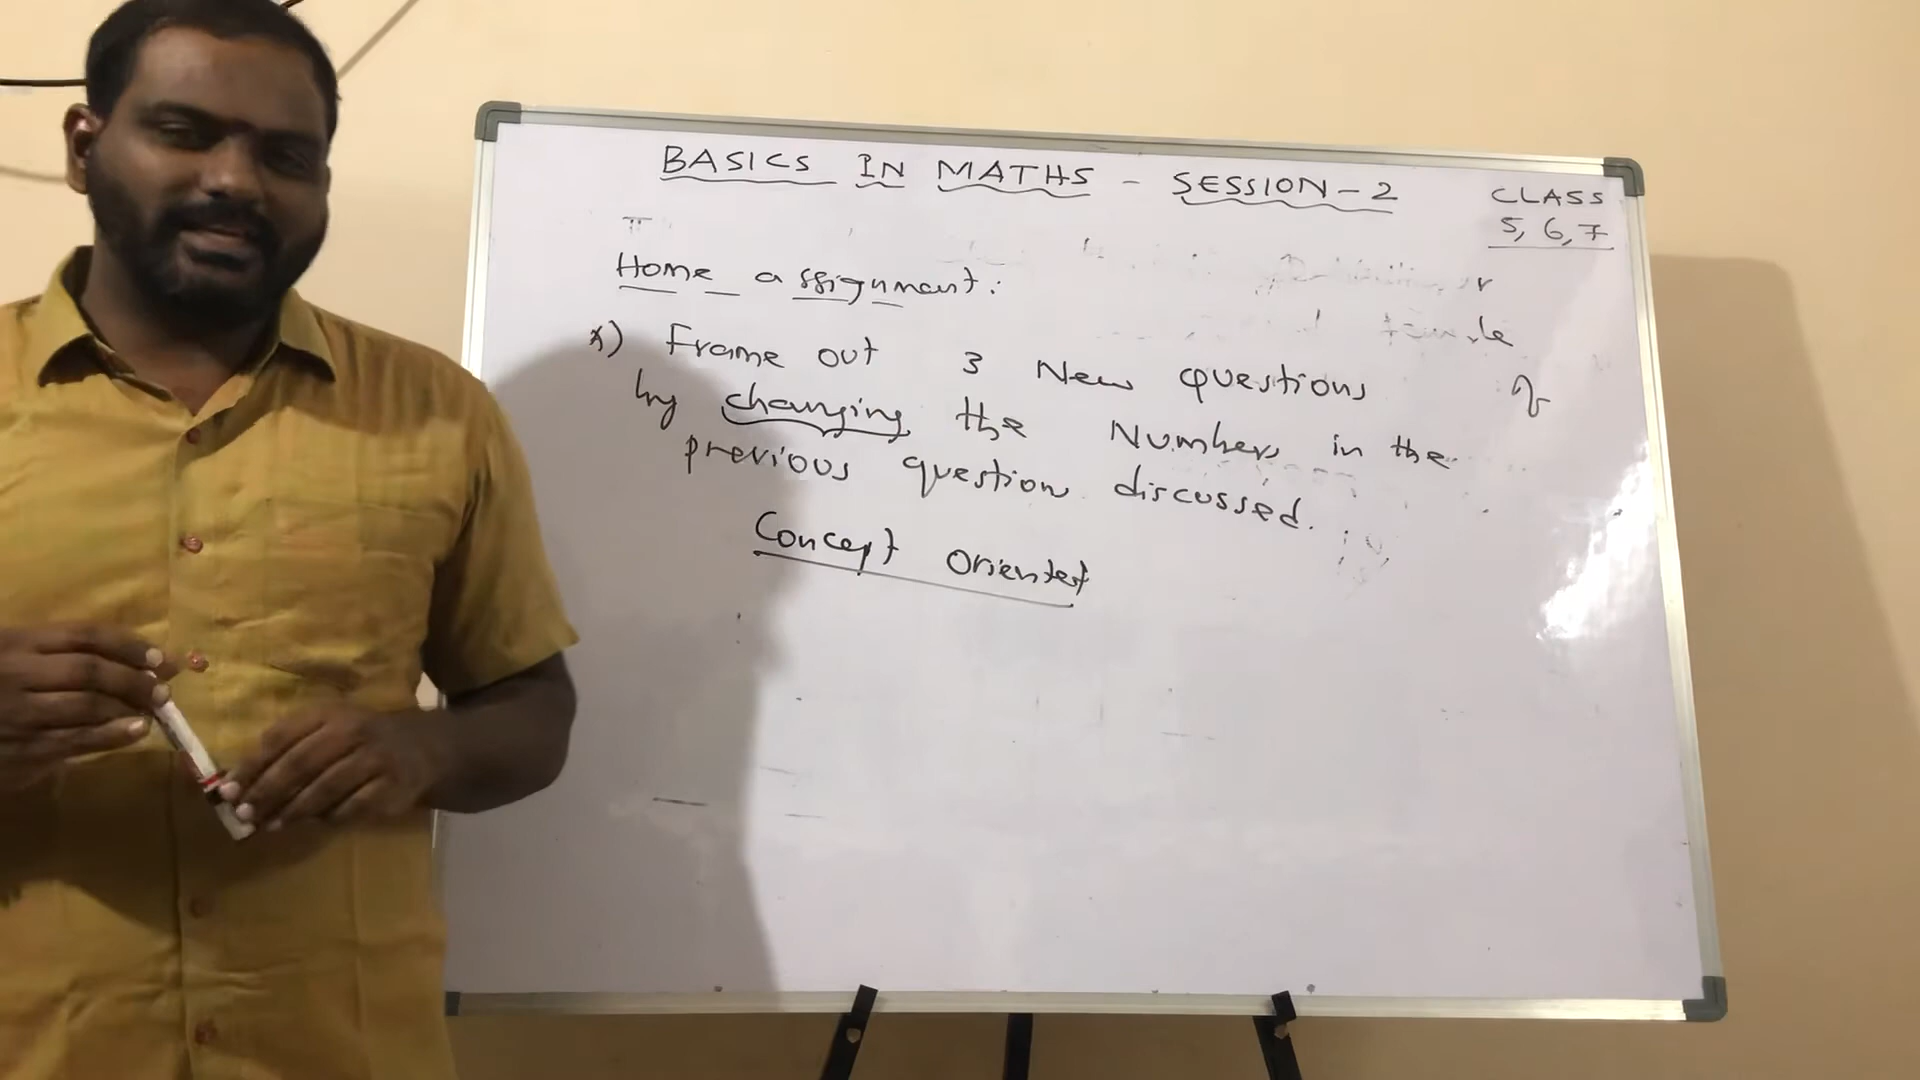 BASICS IN MATHS - SESSION-2
CLASS
5, 6, 7
Home assignment:
*) Frame out 3 New questions
by changing the Numbers in the
previous question discussed.
Concept Oriented